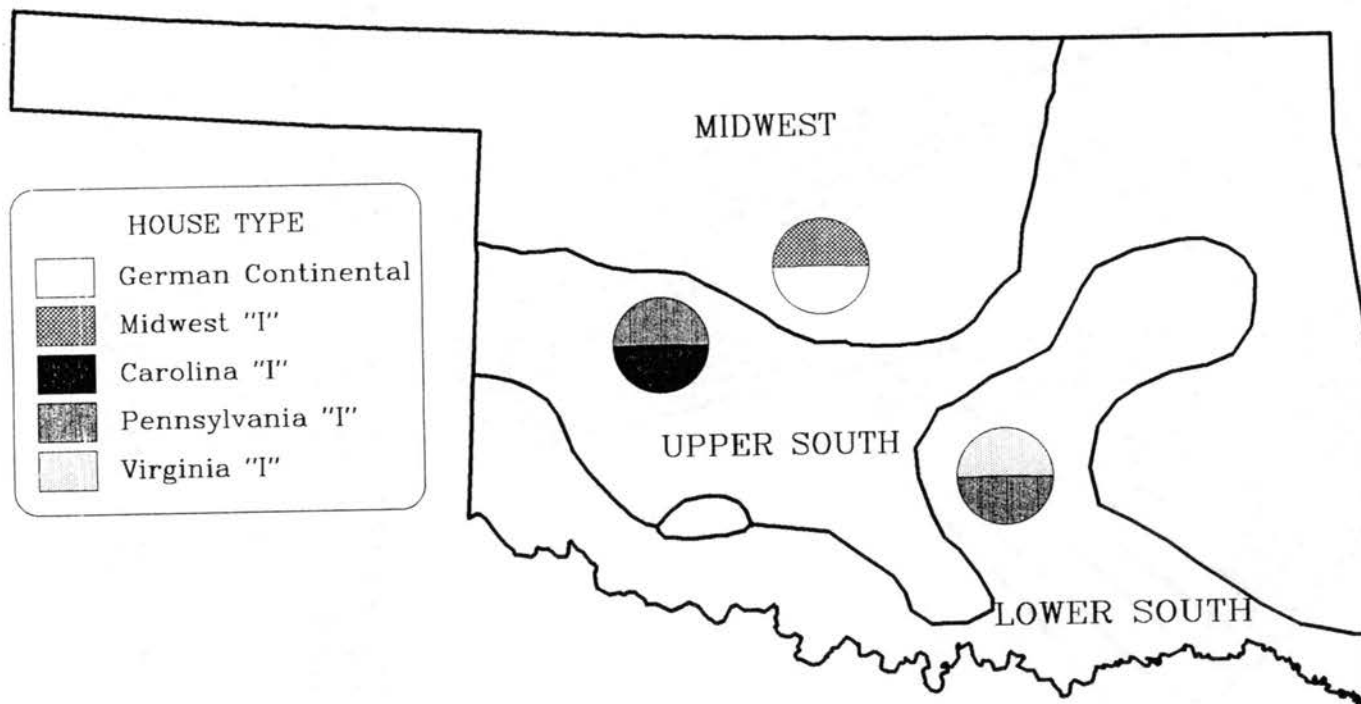 MIDWEST
HOUSE TYPE
German Continental
Midwest "I"
Carolina "I"
Pennsylvania "I"
Virginia "I"
UPPER SOUTH
LOWER SOUTH